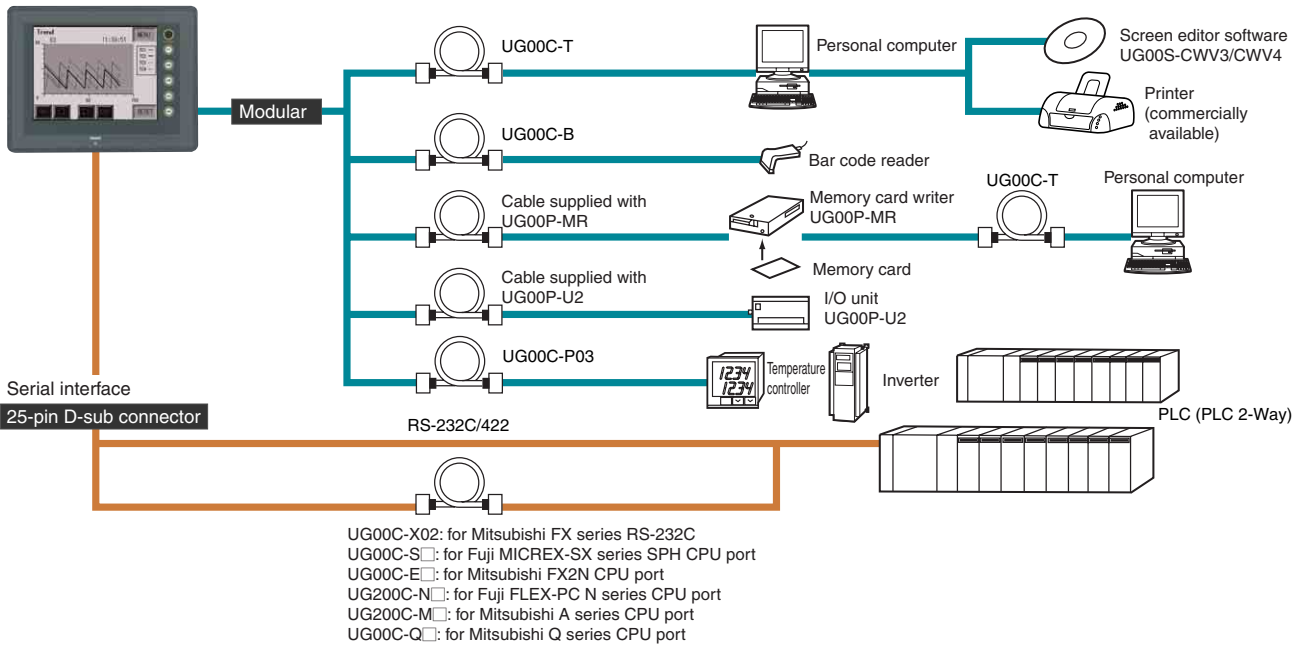 Trend
MENU
RESET
UG00C-T
Personal computer
Screen editor software
UG00S-CWV3/CWV4
Printer
(commercially
available)
Modular
UG00C-B
Bar code reader
Cable supplied with
UG00P-MR
Memory card writer
UG00P-MR
UG00C-T
Personal computer
Memory card
Cable supplied with
UG00P-U2
I/O unit
UG00P-U2
UG00C-P03
1234
1234
Temperature
controller
Inverter
Serial interface
25-pin D-sub connector
RS-232C/422
PLC (PLC 2-Way)
UG00C-X02: for Mitsubishi FX series RS-232C
UG00C-S□: for Fuji MICREX-SX series SPH CPU port
UG00C-E□: for Mitsubishi FX2N CPU port
UG200C-N□: for Fuji FLEX-PC N series CPU port
UG200C-M□: for Mitsubishi A series CPU port
UG00C-Q□: for Mitsubishi Q series CPU port